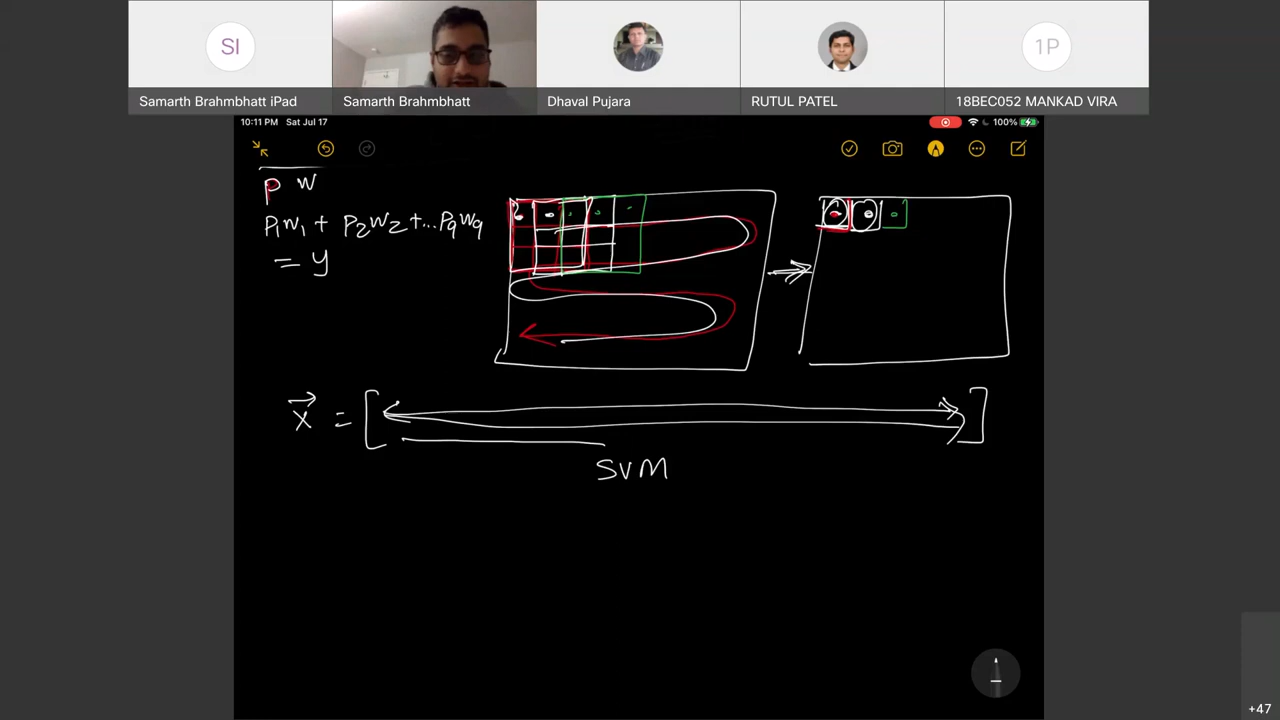 SI
1P
Samarth Brahmbhatt iPad
Samarth Brahmbhatt
Dhaval Pujara
RUTUL PATEL
18BEC052 MANKAD VIRA
10:11 PM Sat Jul 17
100%
P W
P1W1 + P2W2 +...P9W9
= y
X = [ ]
SVM
+47